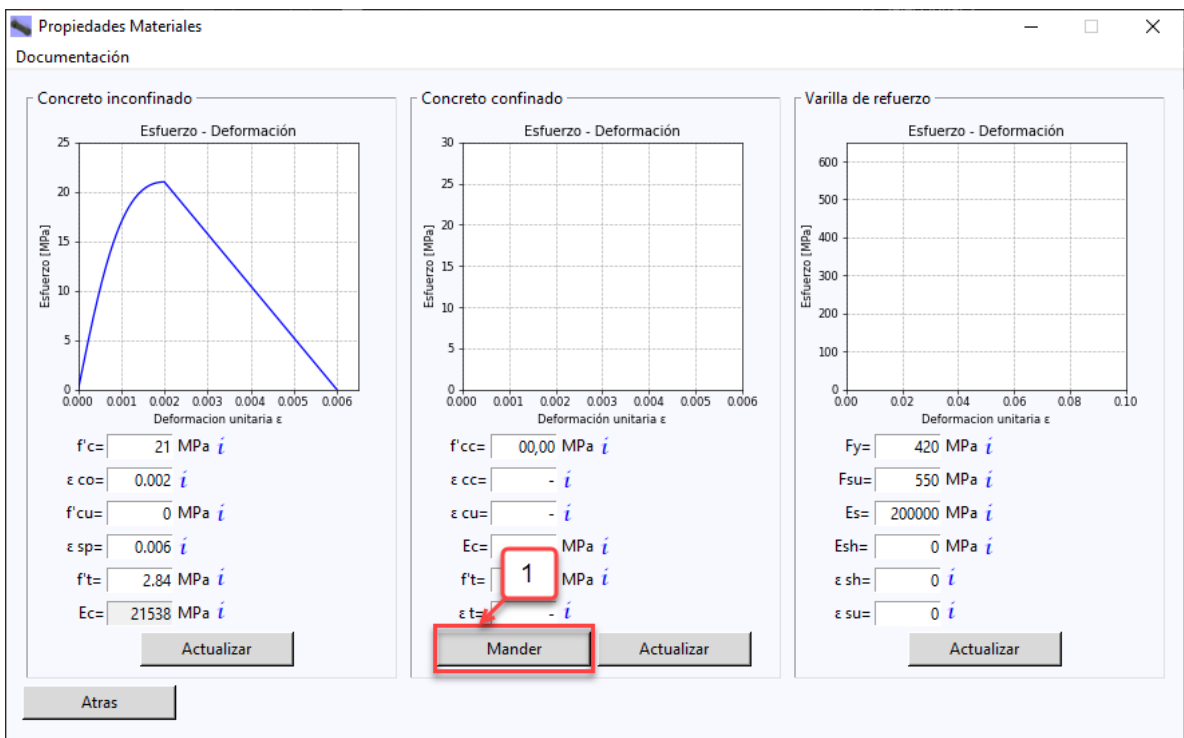 Propiedades Materiales
Documentación
Concreto inconfinado
Esfuerzo - Deformación
25
20
15
10
5
0
Esfuerzo [MPa]
0.000 0.001 0.002 0.003 0.004 0.005 0.006
Deformacion unitaria ε
f'c= 21 MPa i
ε co= 0.002 i
f'cu= 0 MPa i
ε sp= 0.006 i
f't= 2.84 MPa i
Ec= 21538 MPa i
Actualizar
Concreto confinado
Esfuerzo - Deformación
30
25
20
15
10
5
0
Esfuerzo [MPa]
0.000 0.001 0.002 0.003 0.004 0.005 0.006
Deformación unitaria ε
f'cc= 00,00 MPa i
ε cc= - i
ε cu= - i
Ec= MPa i
f't= MPa i
ε t= - i
1
Mander Actualizar
Varilla de refuerzo
Esfuerzo - Deformación
600
500
400
300
200
100
0
Esfuerzo [MPa]
0.00 0.02 0.04 0.06 0.08 0.10
Deformacion unitaria ε
Fy= 420 MPa i
Fsu= 550 MPa i
Es= 200000 MPa i
Esh= 0 MPa i
ε sh= 0 i
ε su= 0 i
Actualizar
Atras